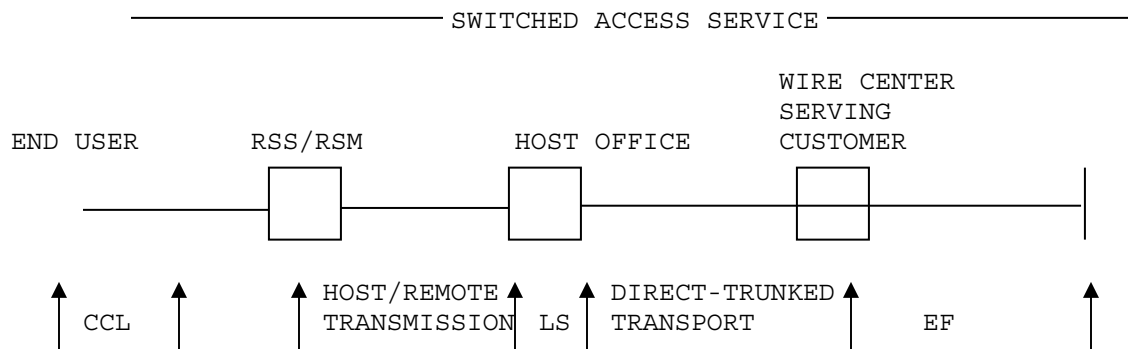 SWITCHED ACCESS SERVICE
WIRE CENTER
SERVING
END USER RSS/RSM HOST OFFICE CUSTOMER
HOST/REMOTE DIRECT-TRUNKED
CCL TRANSMISSION LS TRANSPORT EF